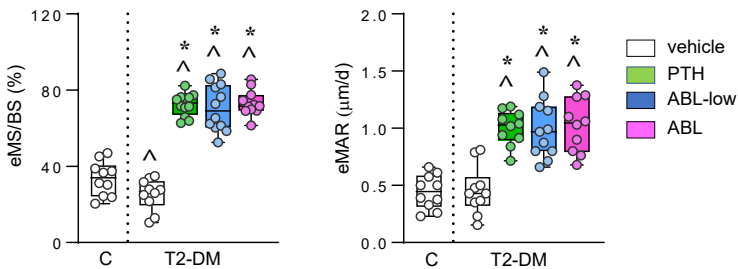 eMS/BS (%)
120
80
40
0
* ^
* ^
* ^
^
C
T2-DM
eMAR (μm/d)
2.0
1.5
1.0
0.5
0.0
* ^
* ^
* ^
C
T2-DM
vehicle
PTH
ABL-low
ABL